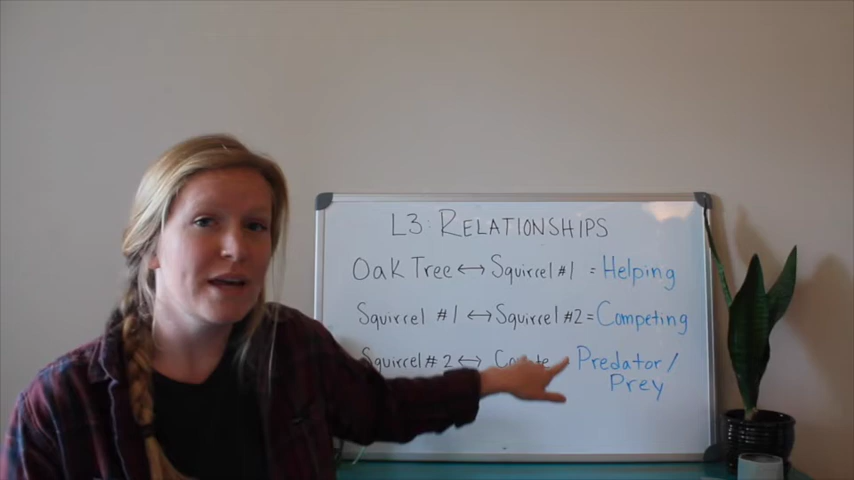 L3: RELATIONSHIPS
Oak Tree ↔ Squirrel #1 = Helping
Squirrel #1 ↔ Squirrel #2 = Competing
Squirrel #2 ↔ Predator/
Prey